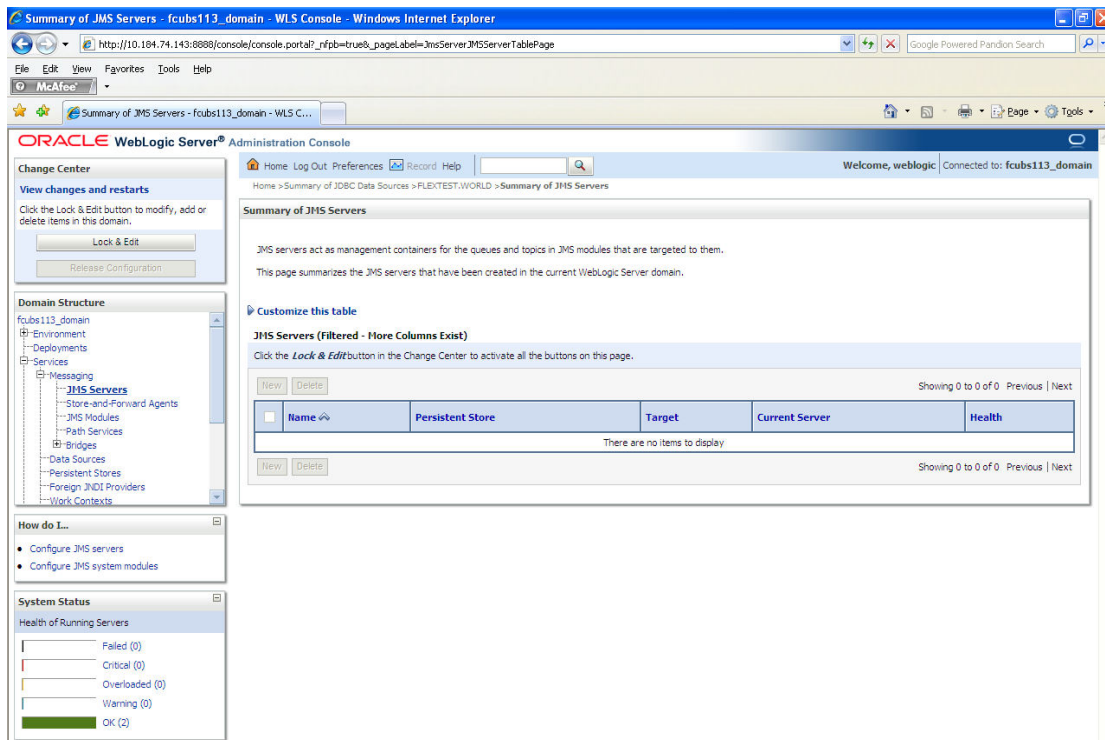 Summary of JMS Servers - fcubs113_domain - WLS Console - Windows Internet Explorer
http://10.184.74.143:8888/console/console.portal?_nfpb=true&_pageLabel=JmsServerJMSServerTablePage
Google Powered Pandion Search
File Edit View Favorites Tools Help
McAfee
Summary of JMS Servers - fcubs113_domain - WLS C...
Page Tools
ORACLE WebLogic Server® Administration Console
Change Center
View changes and restarts
Click the Lock & Edit button to modify, add or
delete items in this domain.
Lock & Edit
Release Configuration
Domain Structure
fcubs113_domain
Environment
Deployments
Services
Messaging
JMS Servers
Store-and-Forward Agents
JMS Modules
Path Services
Bridges
Data Sources
Persistent Stores
Foreign JNDI Providers
Work Contexts
How do I...
Configure JMS servers
Configure JMS system modules
System Status
Health of Running Servers
Failed (0)
Critical (0)
Overloaded (0)
Warning (0)
OK (2)
Home Log Out Preferences Record Help
Welcome, weblogic Connected to: fcubs113_domain
Home >Summary of JDBC Data Sources >FLEXTEST.WORLD >Summary of JMS Servers
Summary of JMS Servers
JMS servers act as management containers for the queues and topics in JMS modules that are targeted to them.
This page summarizes the JMS servers that have been created in the current WebLogic Server domain.
Customize this table
JMS Servers (Filtered - More Columns Exist)
Click the Lock & Edit button in the Change Center to activate all the buttons on this page.
New Delete Showing 0 to 0 of 0 Previous | Next
Name Persistent Store Target Current Server Health
There are no items to display
New Delete Showing 0 to 0 of 0 Previous | Next